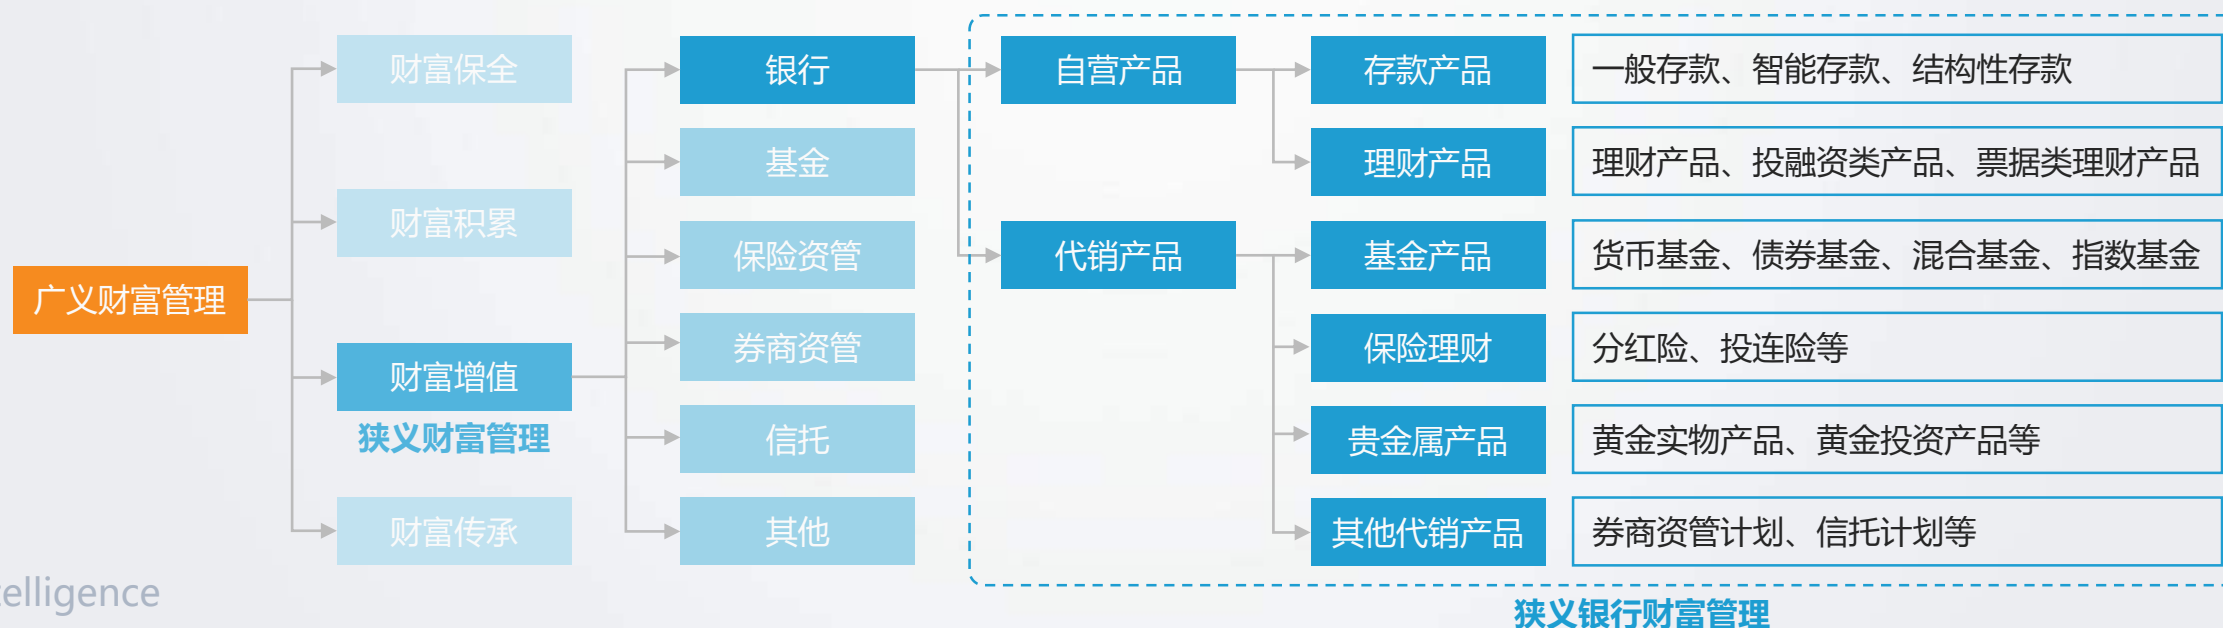 广义财富管理
财富保全
财富积累
财富增值
狭义财富管理
财富传承
银行
基金
保险资管
券商资管
信托
其他
自营产品
代销产品
存款产品
理财产品
基金产品
保险理财
贵金属产品
其他代销产品
一般存款、智能存款、结构性存款
理财产品、投融资类产品、票据类理财产品
货币基金、债券基金、混合基金、指数基金
分红险、投连险等
黄金实物产品、黄金投资产品等
券商资管计划、信托计划等
狭义银行财富管理
telligence